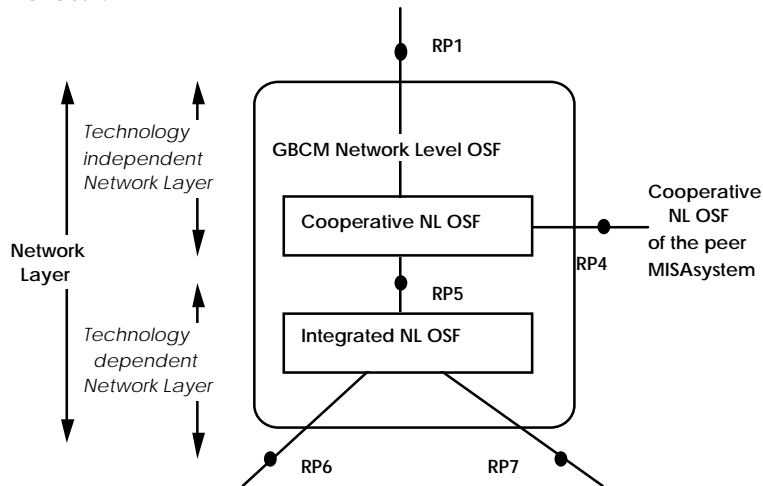 RP1
Technology
independent
Network Layer
GBCM Network Level OSF
Cooperative NL OSF
Cooperative
NL OSF
of the peer
MISAsystem
RP4
Network
Layer
RP5
Technology
dependent
Network Layer
Integrated NL OSF
RP6
RP7